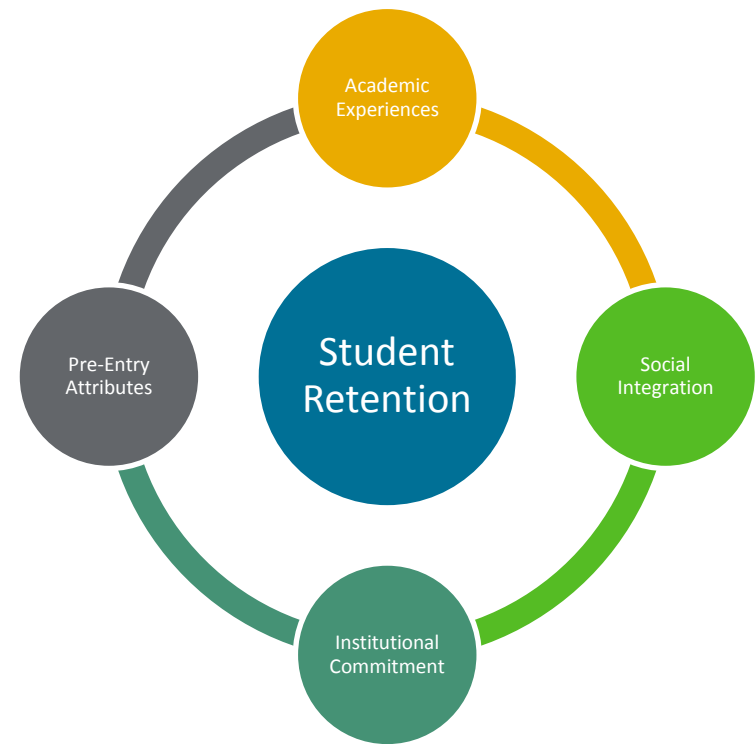 Academic
Experiences
Pre-Entry
Attributes
Student
Retention
Social
Integration
Institutional
Commitment